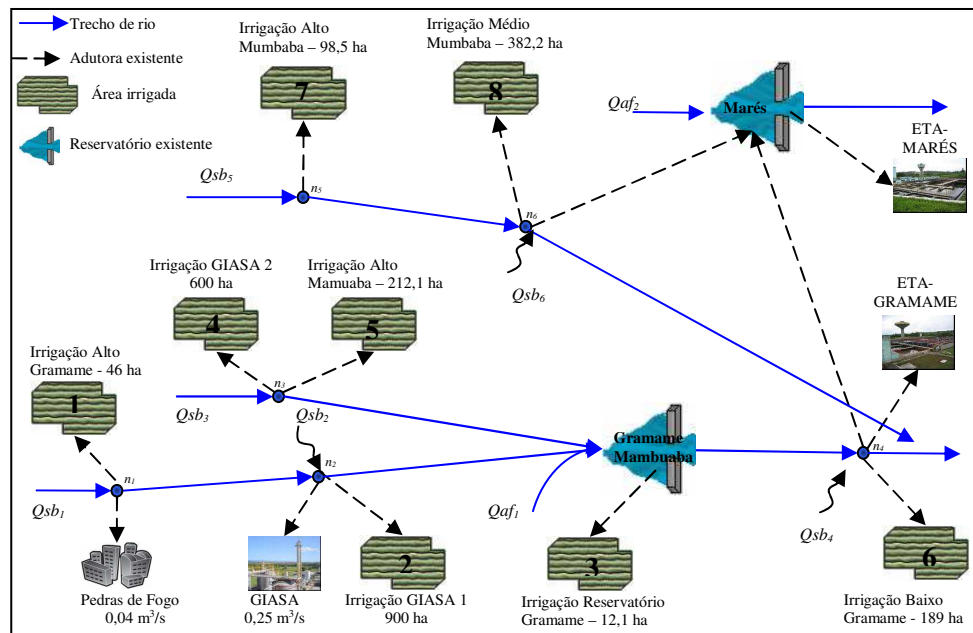 Trecho de rio
Adutora existente
Área irrigada
Reservatório existente
Irrigação Alto
Mumbaba – 98,5 ha
7
Irrigação Médio
Mumbaba – 382,2 ha
8
Qaf2
Marés
ETA-
MARÉS
Qsb5
n5
n6
Qsb6
Irrigação GIASA 2
600 ha
4
Irrigação Alto
Mamuaba – 212,1 ha
5
ETA-
GRAMAME
Irrigação Alto
Gramame - 46 ha
1
Qsb3
n3
Qsb2
n2
Gramame
Mambuaba
n4
Qsb1
n1
Qaf1
Qsb4
Pedras de Fogo
0,04 m³/s
GIASA
0,25 m³/s
2
Irrigação GIASA 1
900 ha
3
Irrigação Reservatório
Gramame – 12,1 ha
6
Irrigação Baixo
Gramame - 189 ha